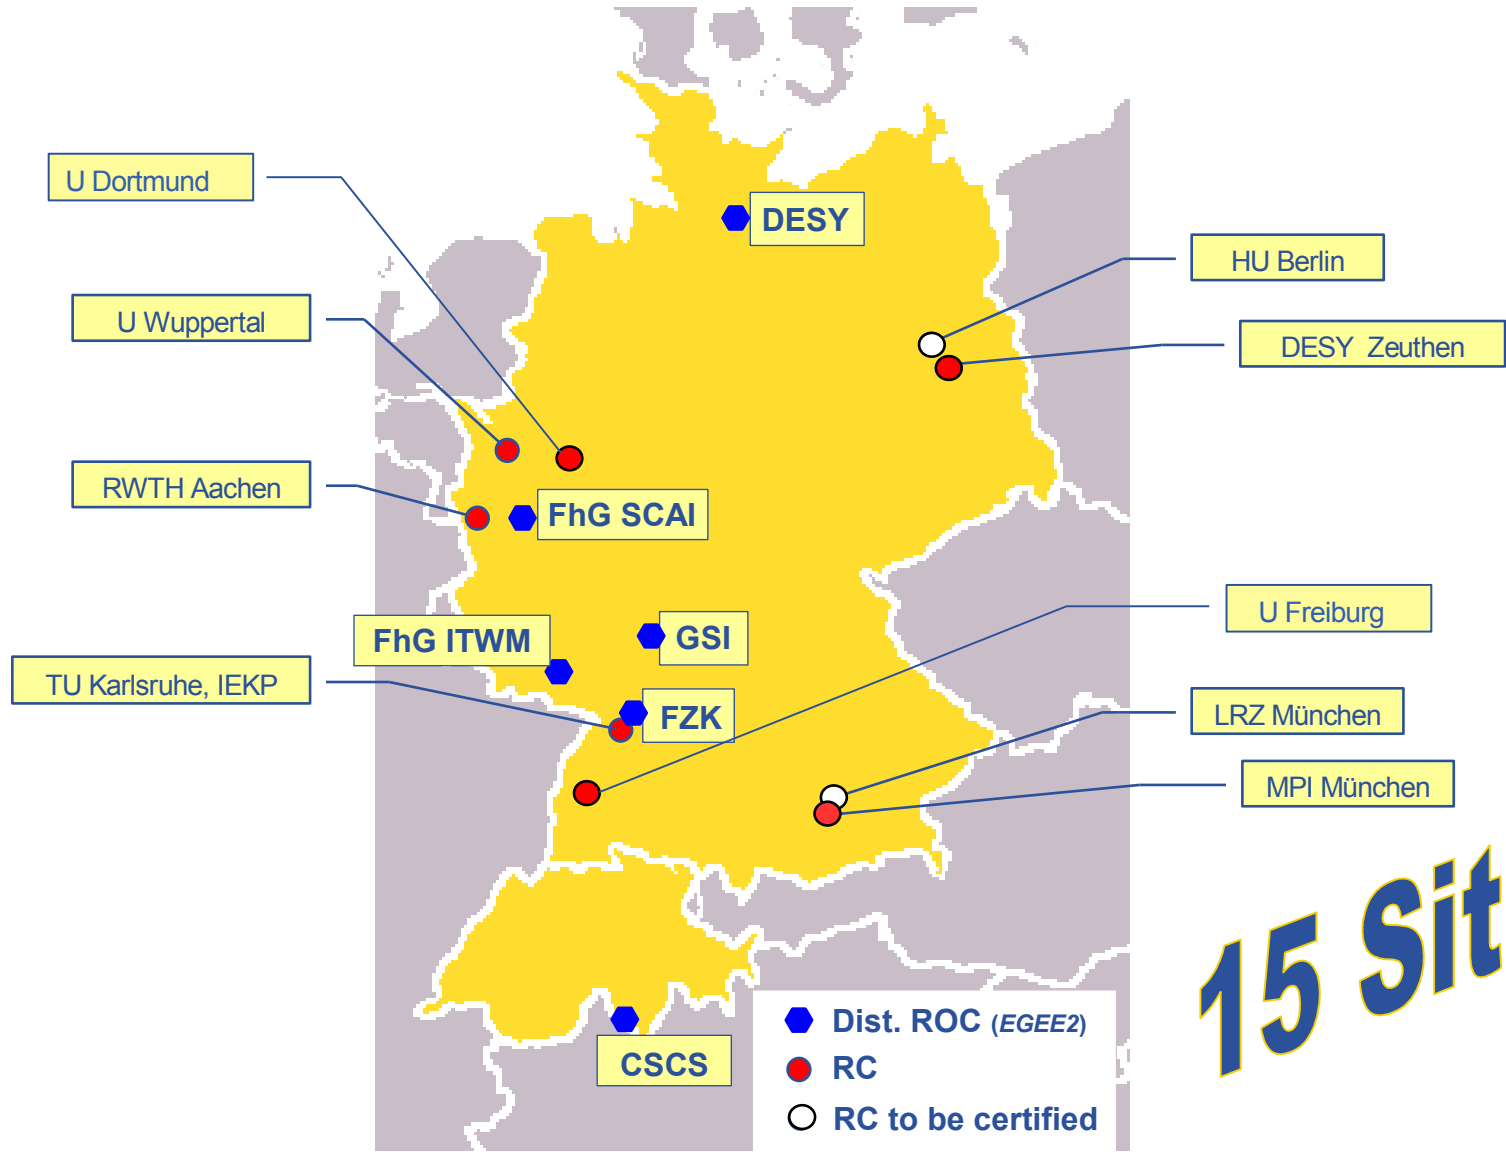 U Dortmund
DESY
HU Berlin
U Wuppertal
DESY Zeuthen
RWTH Aachen
FhG SCAI
U Freiburg
FhG ITWM
GSI
TU Karlsruhe, IEKP
FZK
LRZ München
MPI München
15 Sit
CSCS
Dist. ROC (EGEE2)
RC
RC to be certified